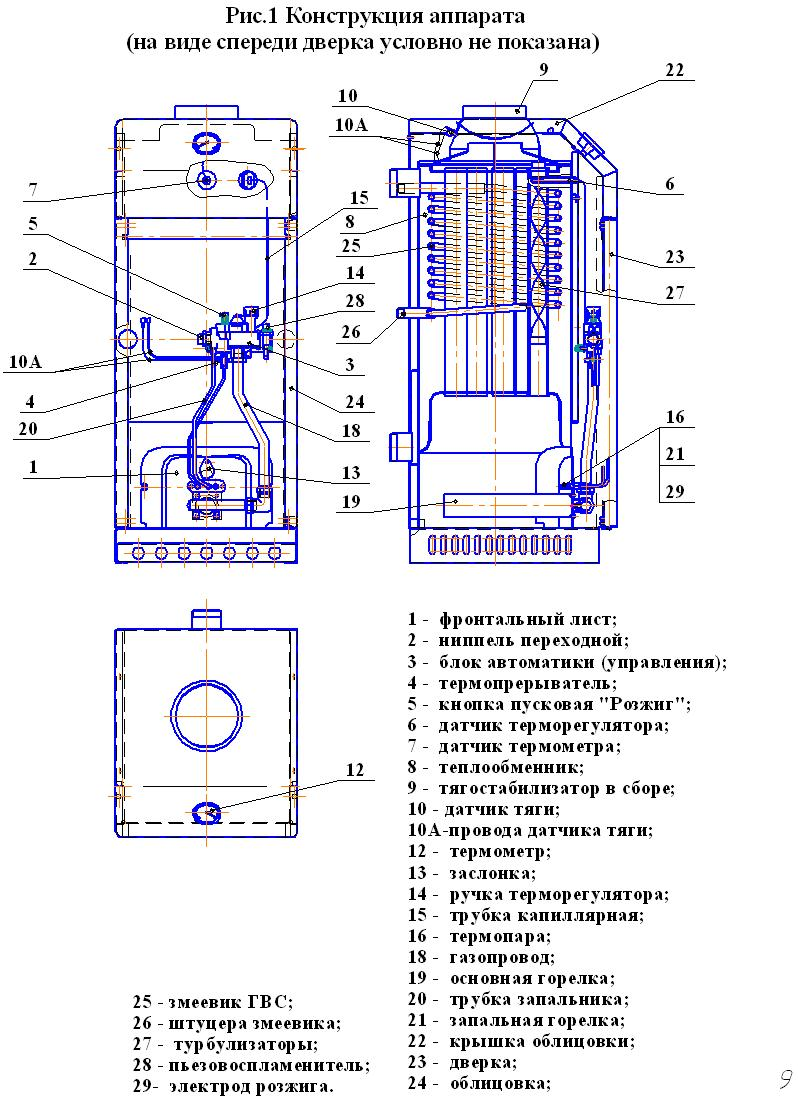 Рис.1 Конструкция аппарата
(на виде спереди дверка условно не показана)
9
22
10
10А
7
15
6
5
8
2
14
25
23
28
27
26
10А
3
4
24
16
20
18
1
13
19
21
29
12
1 - фронтальный лист;
2 - ниппель переходной;
3 - блок автоматики (управления);
4 - термопрерыватель;
5 - кнопка пусковая "Розжиг";
6 - датчик терморегулятора;
7 - датчик термометра;
8 - теплообменник;
9 - тягостабилизатор в сборе;
10 - датчик тяги;
10А-провода датчика тяги;
12 - термометр;
13 - заслонка;
14 - ручка терморегулятора;
15 - трубка капиллярная;
16 - термопара;
18 - газопровод;
19 - основная горелка;
20 - трубка запальника;
21 - запальная горелка;
22 - крышка облицовки;
23 - дверка;
24 - облицовка;
25 - змеевик ГВС;
26 - штуцера змеевика;
27 - турбулизаторы;
28 - пьезовоспламенитель;
29- электрод розжига.
9